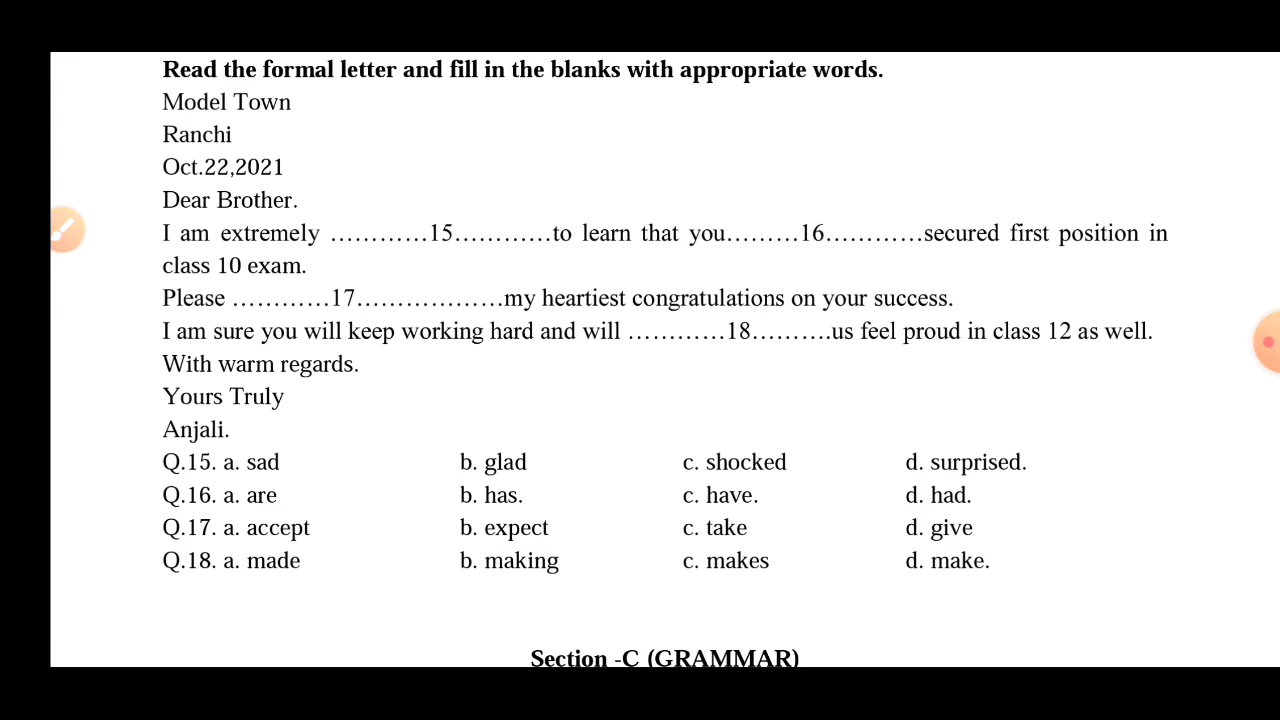 Read the formal letter and fill in the blanks with appropriate words.
Model Town
Ranchi
Oct.22,2021
Dear Brother.
I am extremely …………15…………to learn that you………16…………secured first position in
class 10 exam.
Please …………17………………my heartiest congratulations on your success.
I am sure you will keep working hard and will …………18……….us feel proud in class 12 as well.
With warm regards.
Yours Truly
Anjali.
Q.15. a. sad b. glad c. shocked d. surprised.
Q.16. a. are b. has. c. have. d. had.
Q.17. a. accept b. expect c. take d. give
Q.18. a. made b. making c. makes d. make.
Section -C (GRAMMAR)